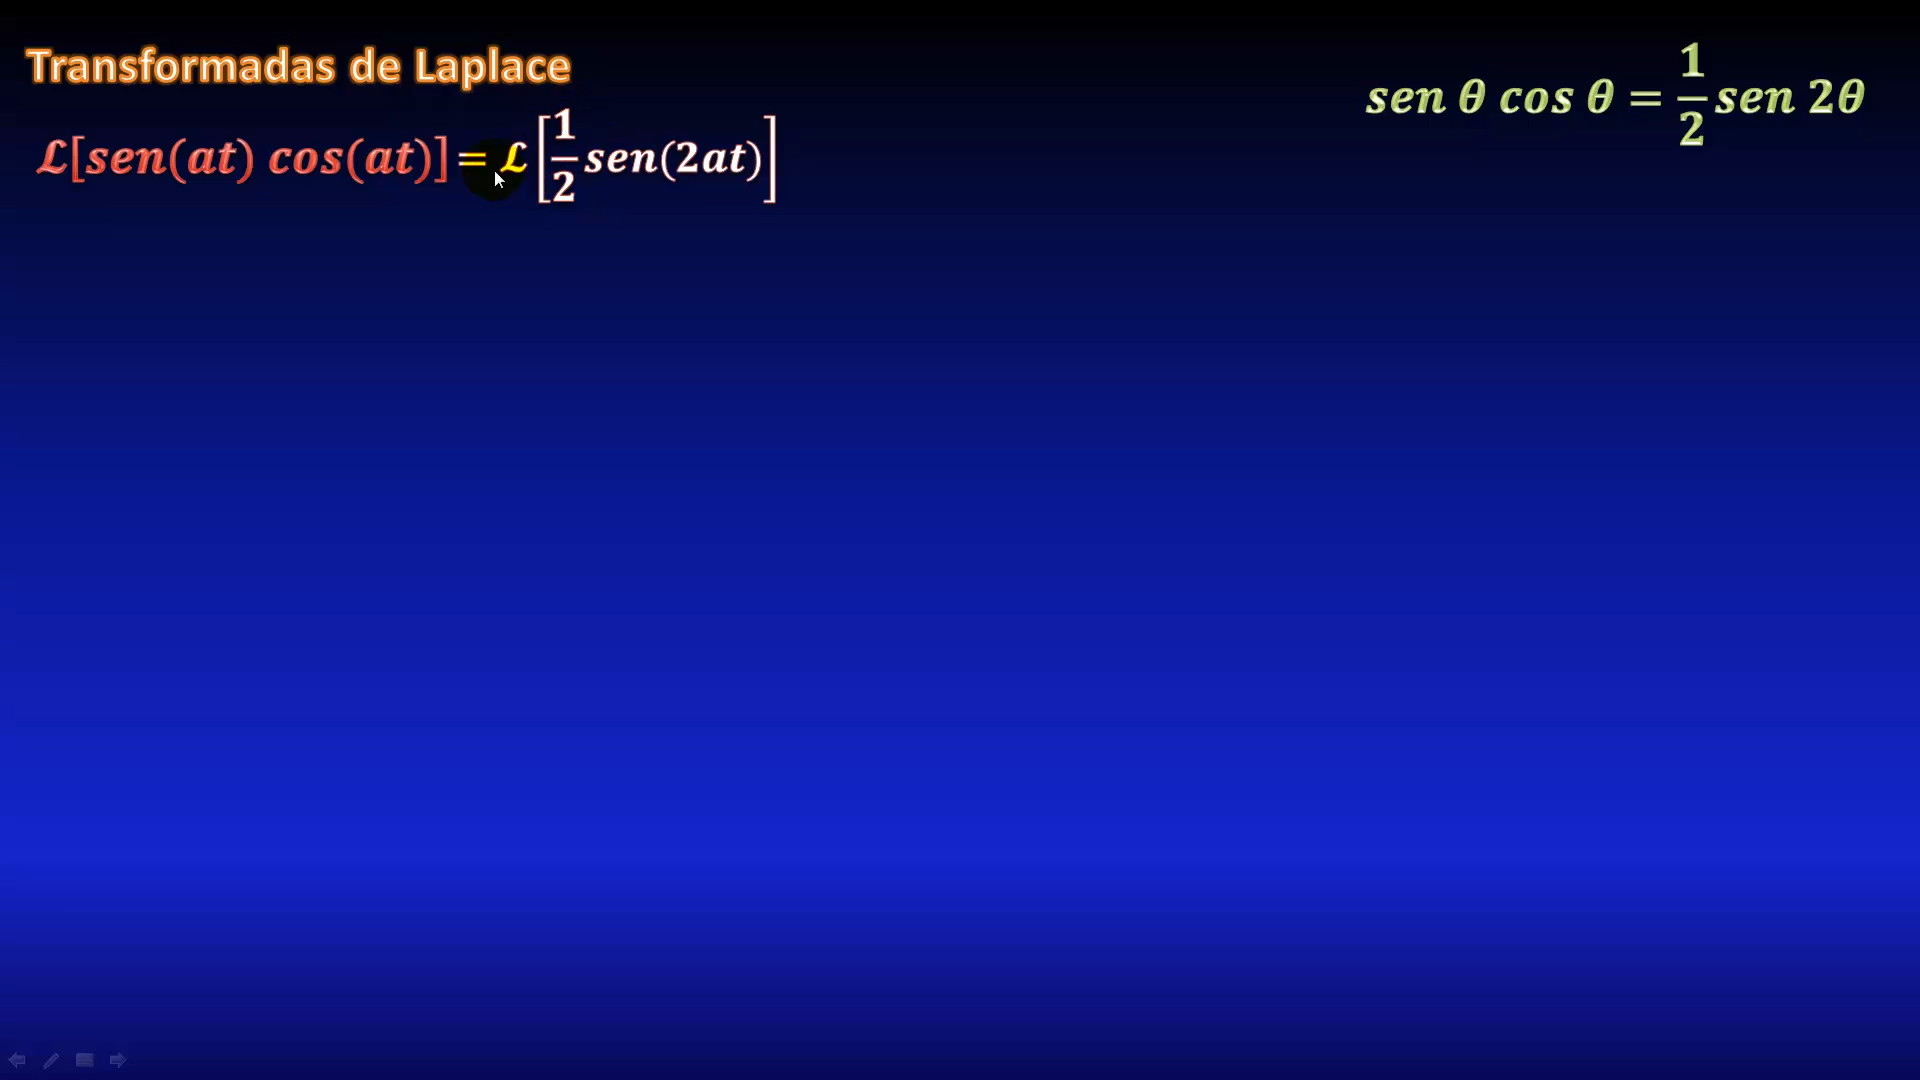 Transformadas de Laplace
ℒ[sen(at) cos(at)] = ℒ[1/2 sen(2at)]
sen θ cos θ = 1/2 sen 2θ